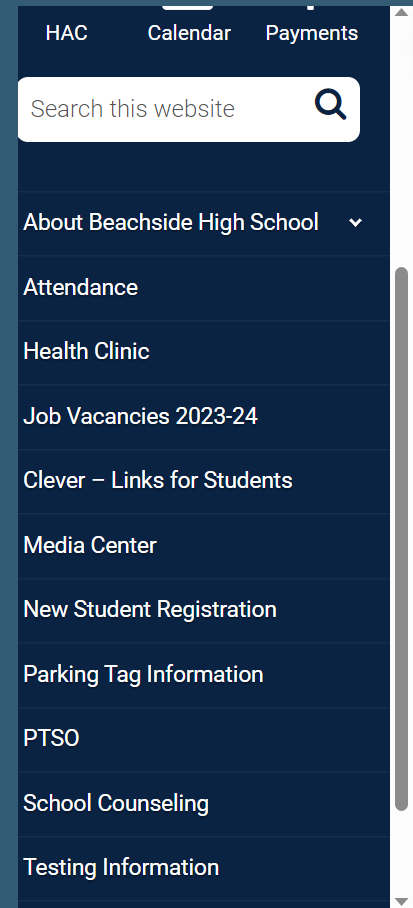 HAC Calendar Payments
Search this website
About Beachside High School
Attendance
Health Clinic
Job Vacancies 2023-24
Clever – Links for Students
Media Center
New Student Registration
Parking Tag Information
PTSO
School Counseling
Testing Information